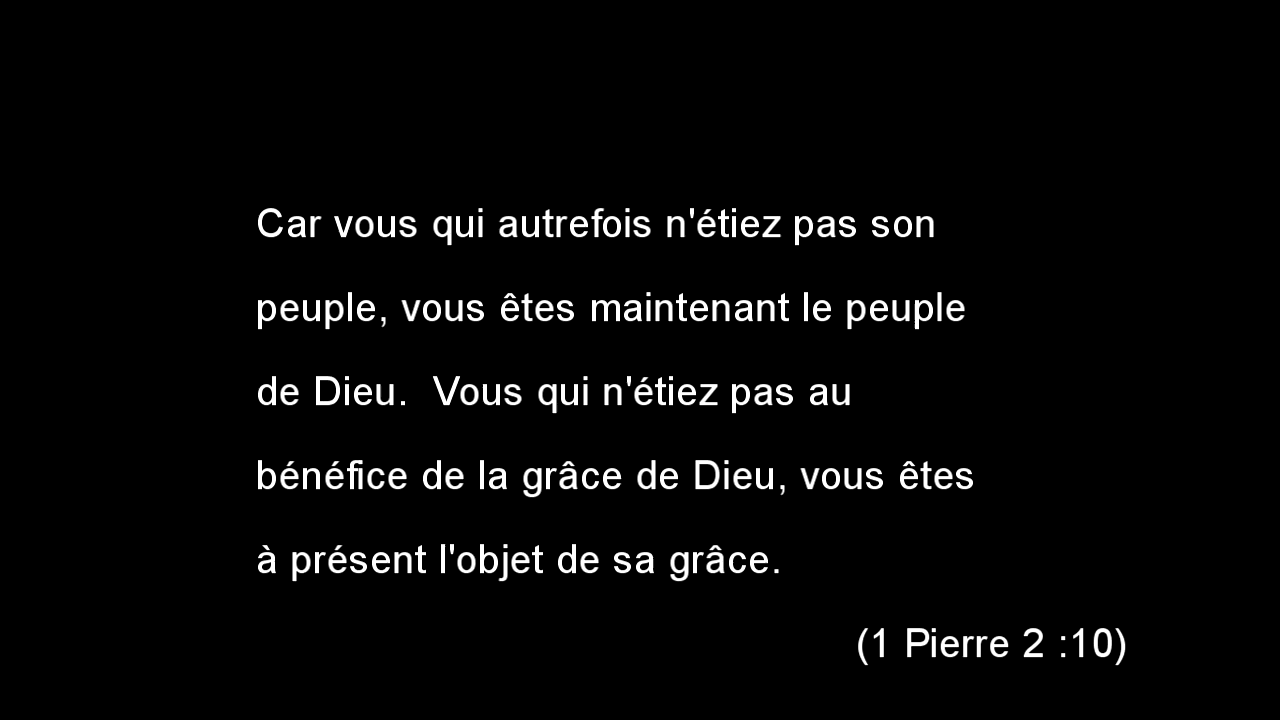 Car vous qui autrefois n'étiez pas son
peuple, vous êtes maintenant le peuple
de Dieu.  Vous qui n'étiez pas au
bénéfice de la grâce de Dieu, vous êtes
à présent l'objet de sa grâce.
(1 Pierre 2 :10)